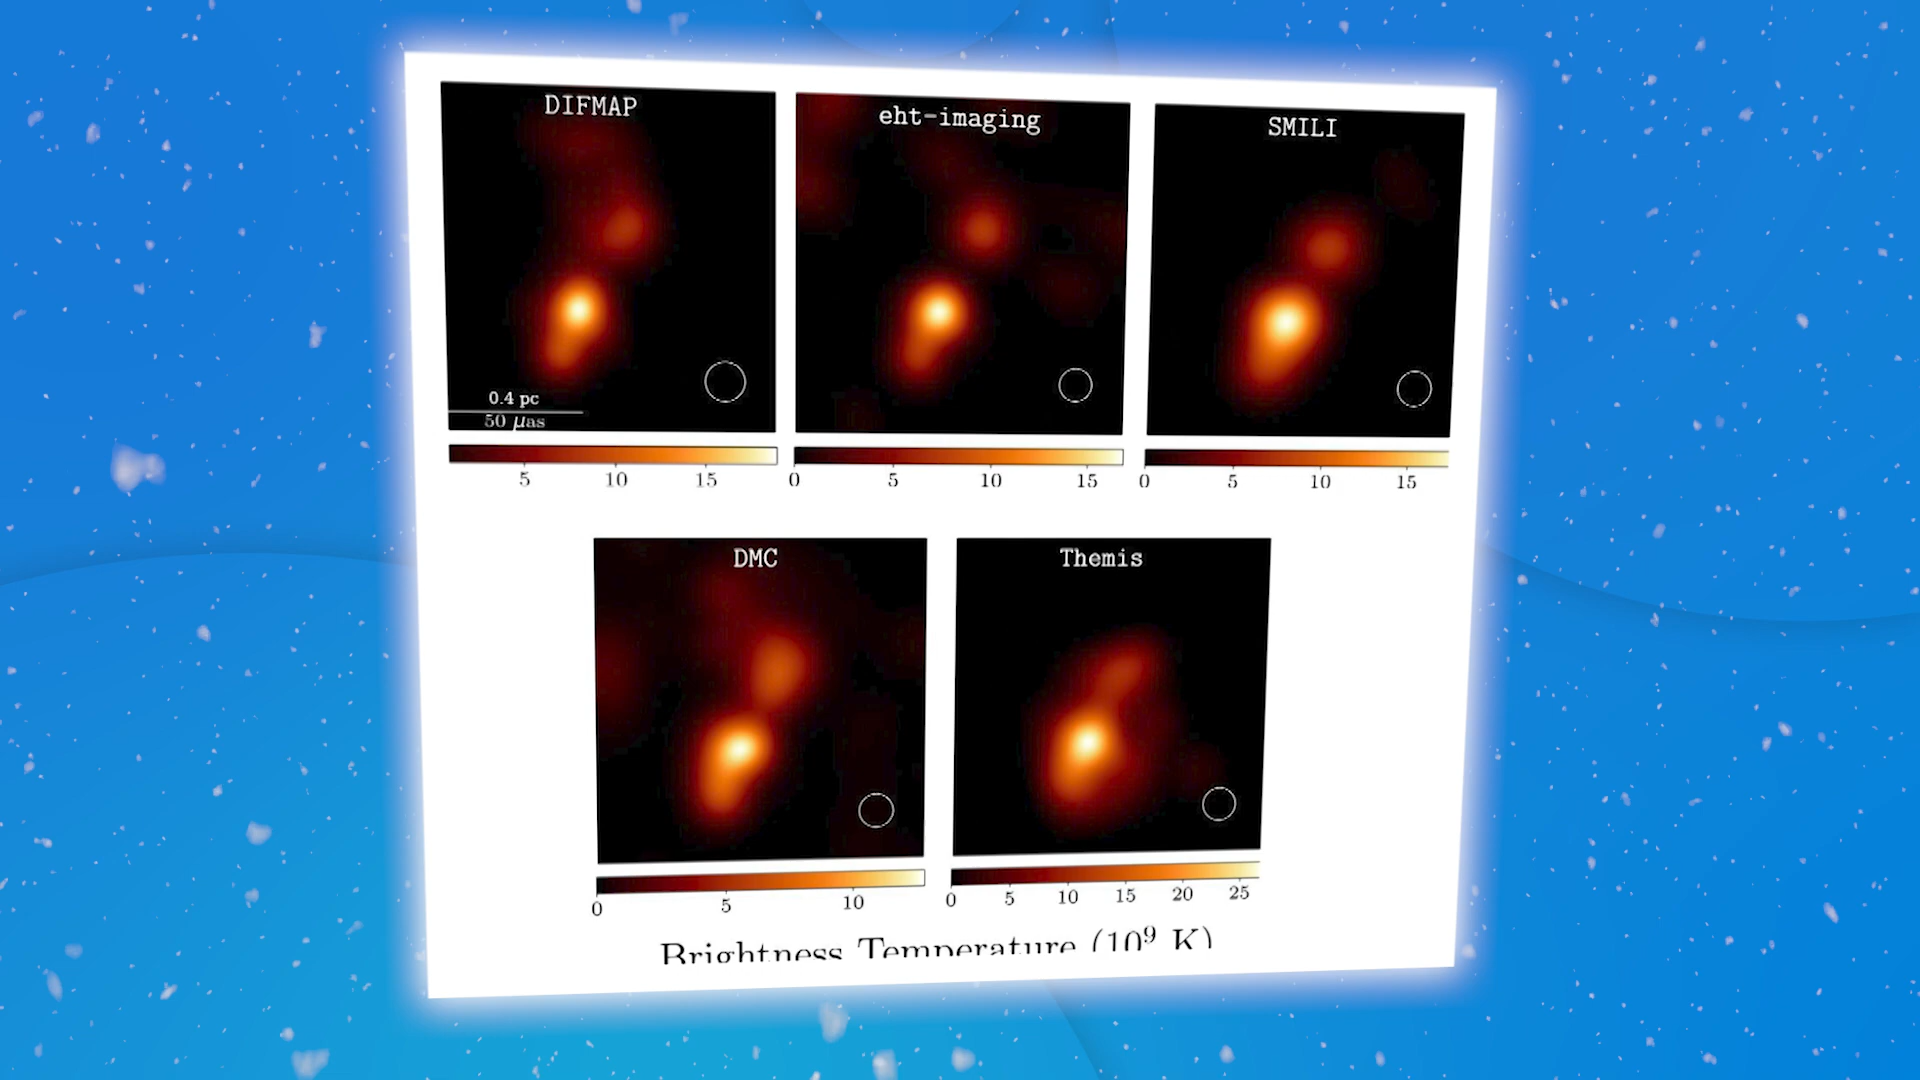 DIFMAP
eht-imaging
SMILI
0.4 pc
50 μas
5 10 15
0 5 10 15
0 5 10 15
DMC
Themis
0 5 10
0 5 10 15 20 25
Brightness Temperature (10⁹ K)